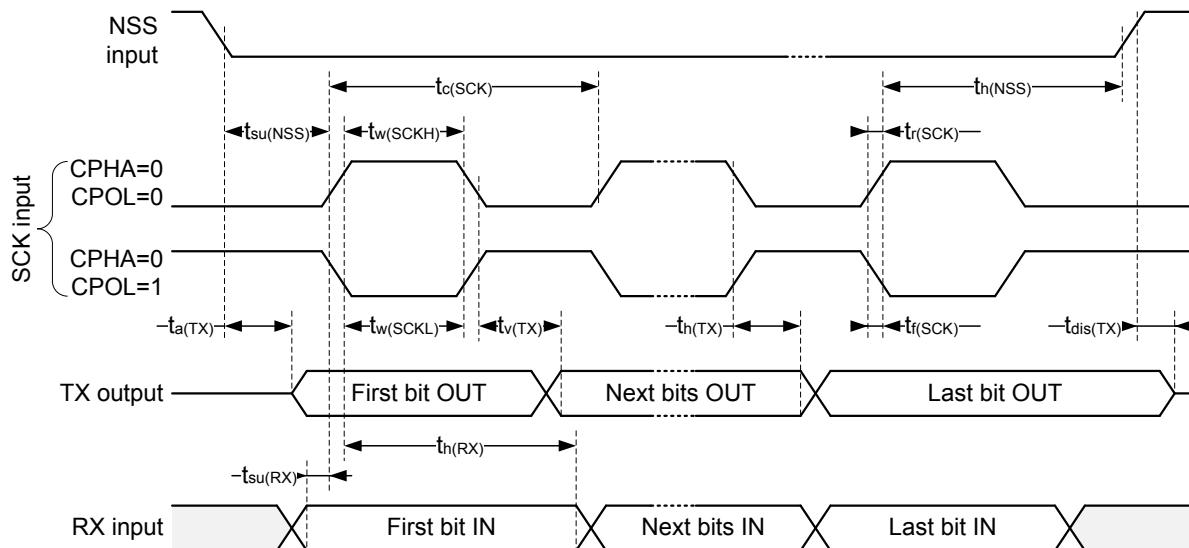 NSS
input
tc(SCK)
th(NSS)
tsu(NSS)
tw(SCKH)
tr(SCK)
SCK input
CPHA=0
CPOL=0
CPHA=0
CPOL=1
ta(TX)
tw(SCKL)
tv(TX)
th(TX)
tf(SCK)
tdis(TX)
TX output
First bit OUT
Next bits OUT
Last bit OUT
th(RX)
tsu(RX)
RX input
First bit IN
Next bits IN
Last bit IN